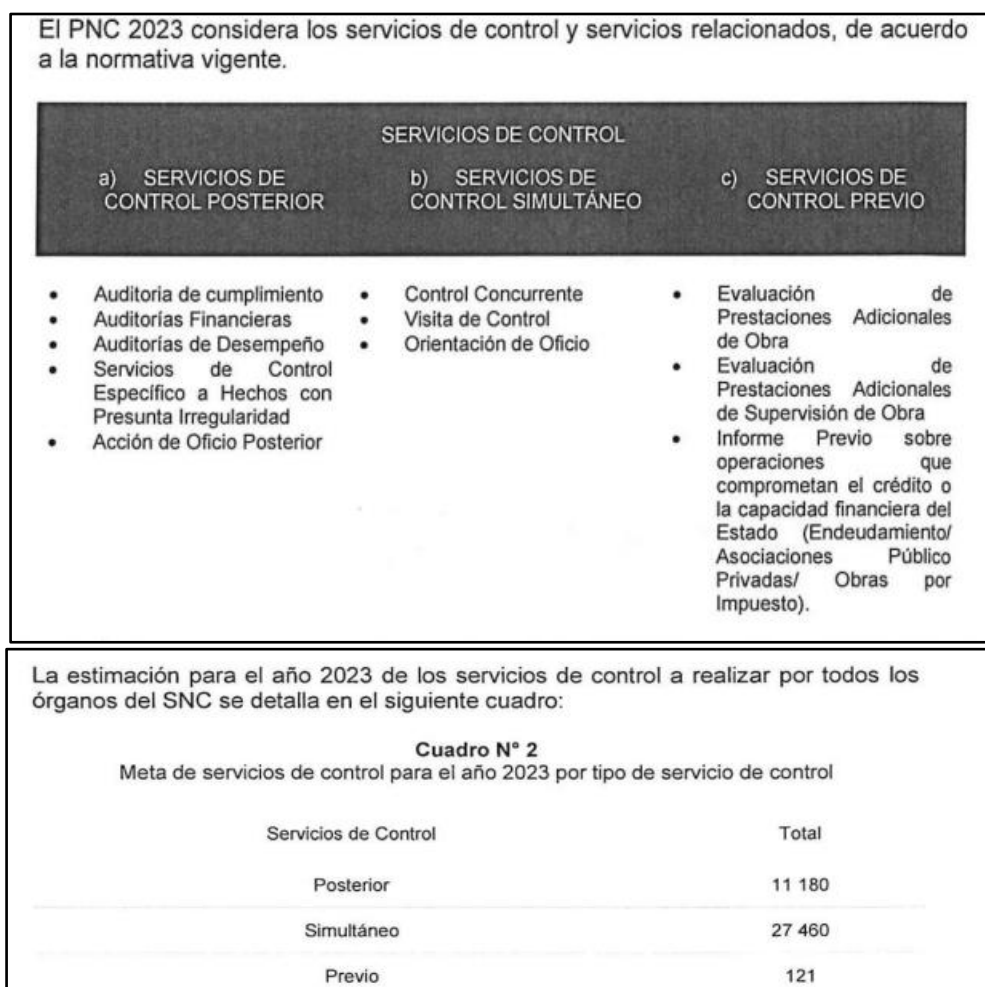 El PNC 2023 considera los servicios de control y servicios relacionados, de acuerdo
a la normativa vigente.
SERVICIOS DE CONTROL
a) SERVICIOS DE
CONTROL POSTERIOR
b) SERVICIOS DE
CONTROL SIMULTÁNEO
c) SERVICIOS DE
CONTROL PREVIO
• Auditoria de cumplimiento
• Auditorías Financieras
• Auditorías de Desempeño
• Servicios de Control
Específico a Hechos con
Presunta Irregularidad
• Acción de Oficio Posterior
• Control Concurrente
• Visita de Control
• Orientación de Oficio
• Evaluación de
Prestaciones Adicionales
de Obra
• Evaluación de
Prestaciones Adicionales
de Supervisión de Obra
• Informe Previo sobre
operaciones que
comprometan el crédito o
la capacidad financiera del
Estado (Endeudamiento/
Asociaciones Público
Privadas/ Obras por
Impuesto).
La estimación para el año 2023 de los servicios de control a realizar por todos los
órganos del SNC se detalla en el siguiente cuadro:
Cuadro N° 2
Meta de servicios de control para el año 2023 por tipo de servicio de control
Servicios de Control Total
Posterior 11 180
Simultáneo 27 460
Previo 121